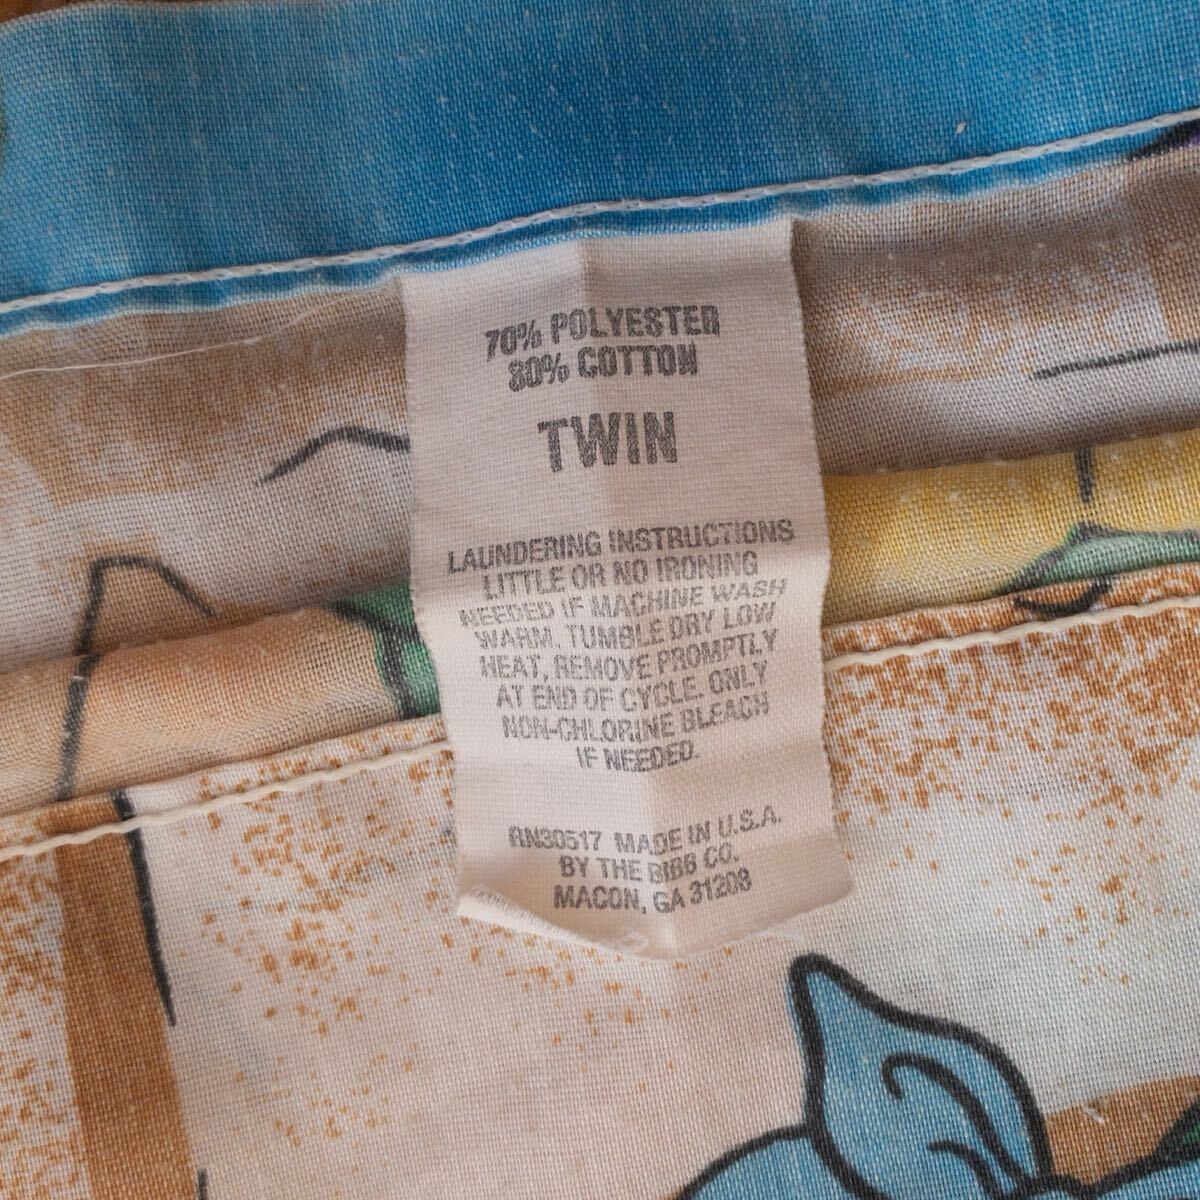 70% POLYESTER
80% COTTON
TWIN
LAUNDERING INSTRUCTIONS
LITTLE OR NO IRONING
NEEDED IF MACHINE WASH
WARM, TUMBLE DRY LOW
HEAT, REMOVE PROMPTLY
AT END OF CYCLE. ONLY
NON-CHLORINE BLEACH
IF NEEDED.
RN30517 MADE IN U.S.A.
BY THE BIBB CO.
MACON, GA 31208